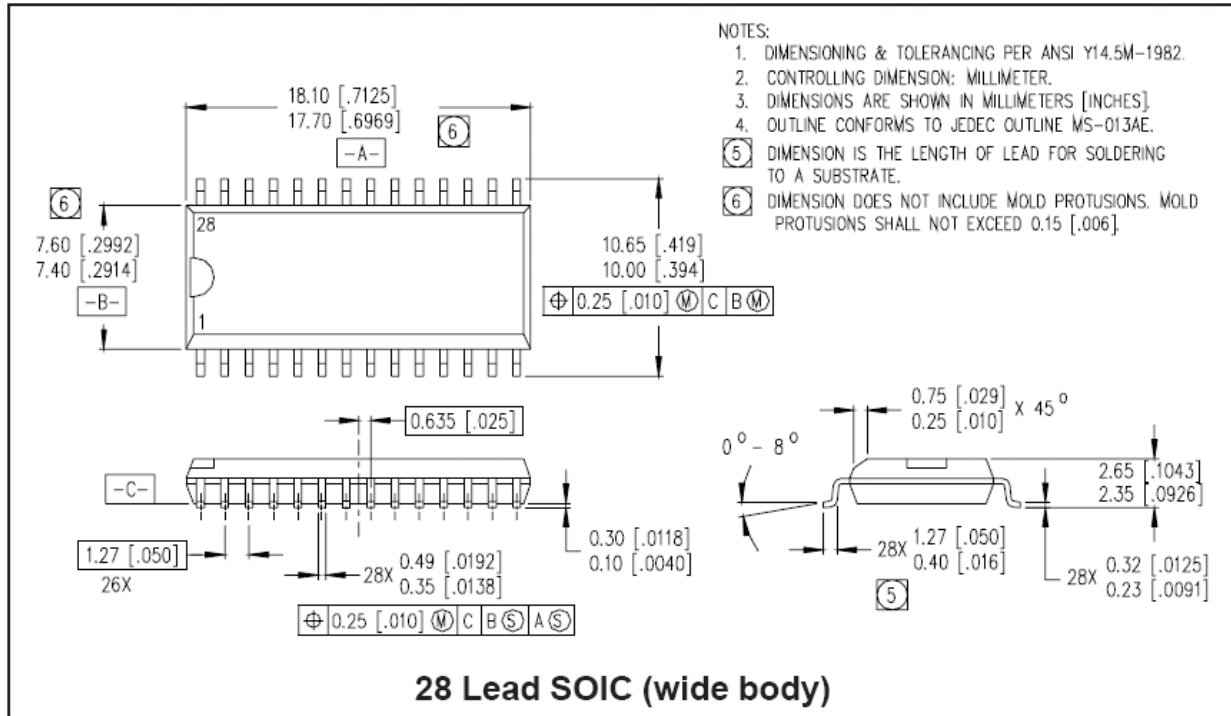 NOTES:
1. DIMENSIONING & TOLERANCING PER ANSI Y14.5M-1982.
2. CONTROLLING DIMENSION: MILLIMETER.
3. DIMENSIONS ARE SHOWN IN MILLIMETERS [INCHES].
4. OUTLINE CONFORMS TO JEDEC OUTLINE MS-013AE.
5 DIMENSION IS THE LENGTH OF LEAD FOR SOLDERING
TO A SUBSTRATE.
6 DIMENSION DOES NOT INCLUDE MOLD PROTUSIONS. MOLD
PROTUSIONS SHALL NOT EXCEED 0.15 [.006].
18.10 [.7125]
17.70 [.6969]
6
-A-
6
7.60 [.2992]
7.40 [.2914]
-B-
28
1
10.65 [.419]
10.00 [.394]
⌖ 0.25 [.010] Ⓜ C B Ⓜ
0.635 [.025]
-C-
1.27 [.050]
26X
28X 0.49 [.0192]
0.35 [.0138]
⌖ 0.25 [.010] Ⓜ C B Ⓢ A Ⓢ
0.30 [.0118]
0.10 [.0040]
0.75 [.029]
0.25 [.010] X 45°
0° - 8°
2.65 [.1043]
2.35 [.0926]
28X 1.27 [.050]
0.40 [.016]
5
28X 0.32 [.0125]
0.23 [.0091]
28 Lead SOIC (wide body)